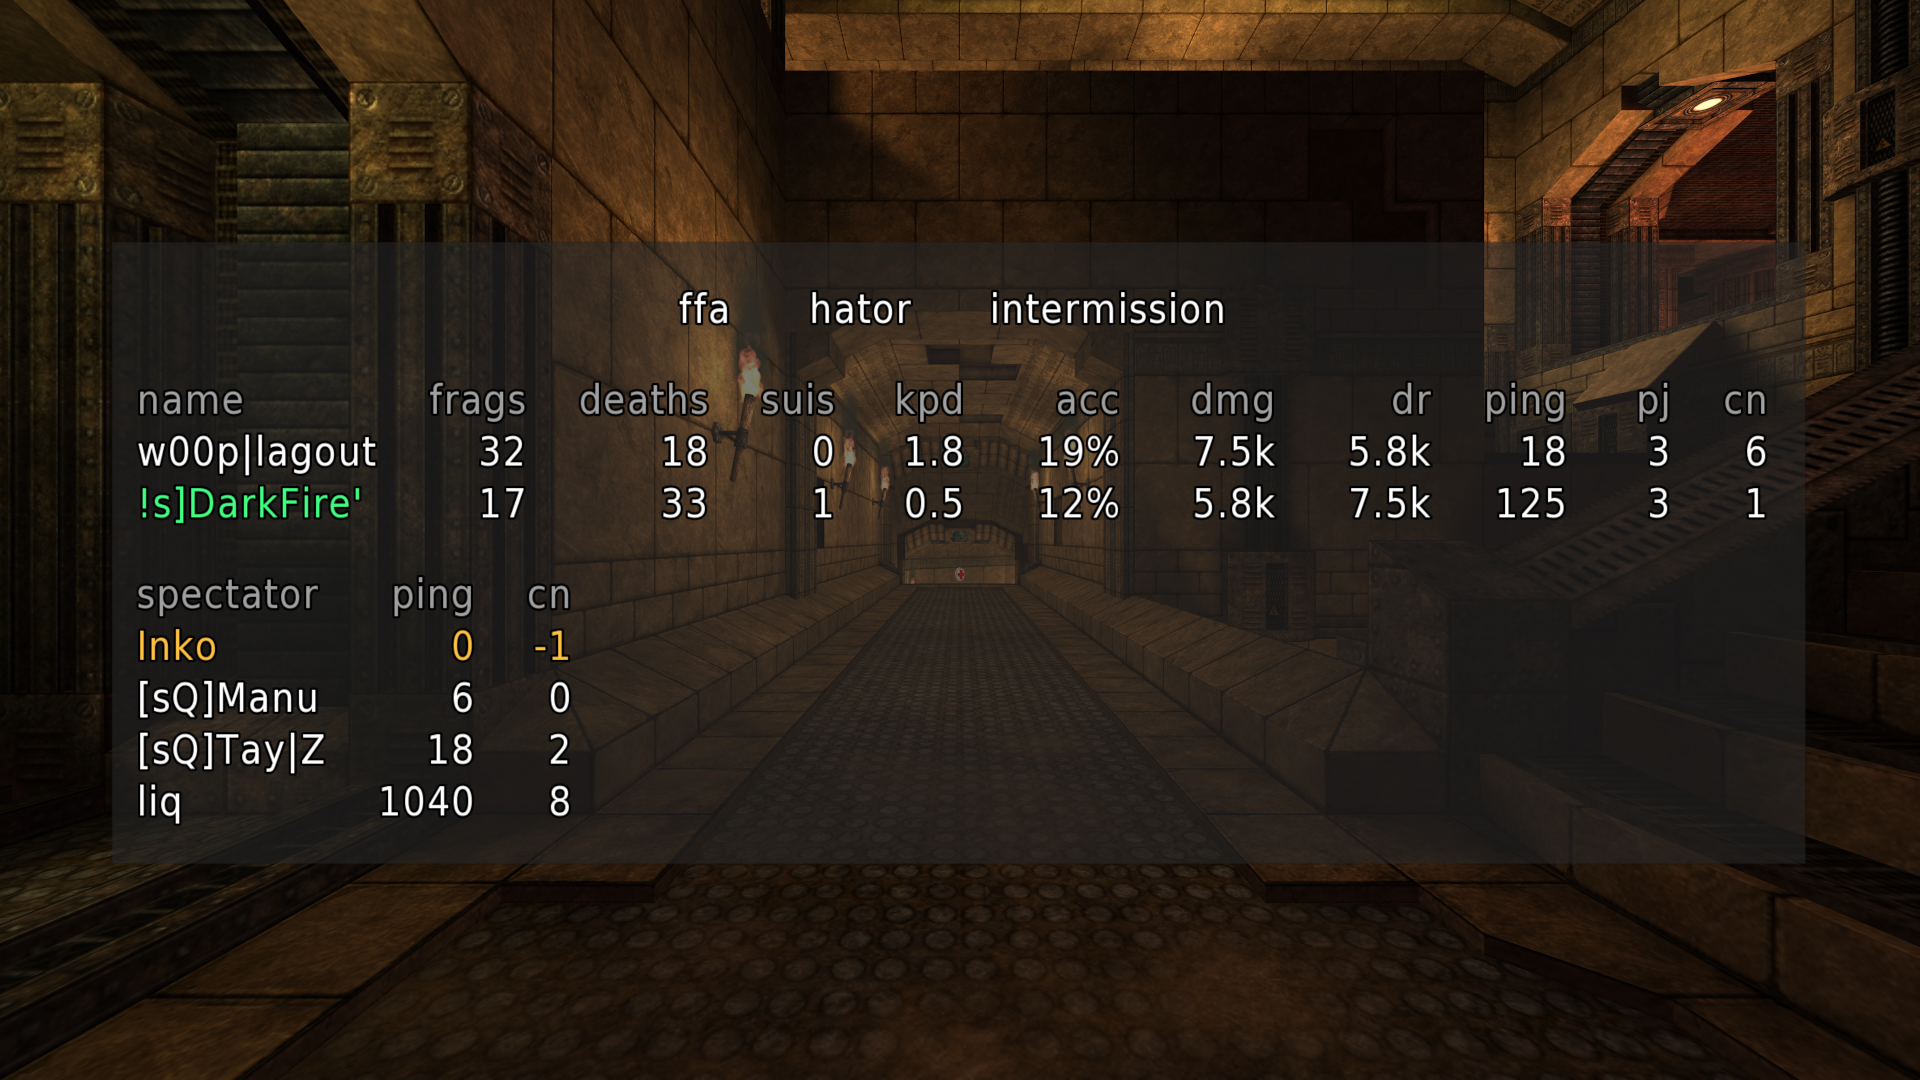 ffa hator intermission
name frags deaths suis kpd acc dmg dr ping pj cn
w00p|lagout 32 18 0 1.8 19% 7.5k 5.8k 18 3 6
!s]DarkFire' 17 33 1 0.5 12% 5.8k 7.5k 125 3 1
spectator ping cn
Inko 0 -1
[sQ]Manu 6 0
[sQ]Tay|Z 18 2
liq 1040 8